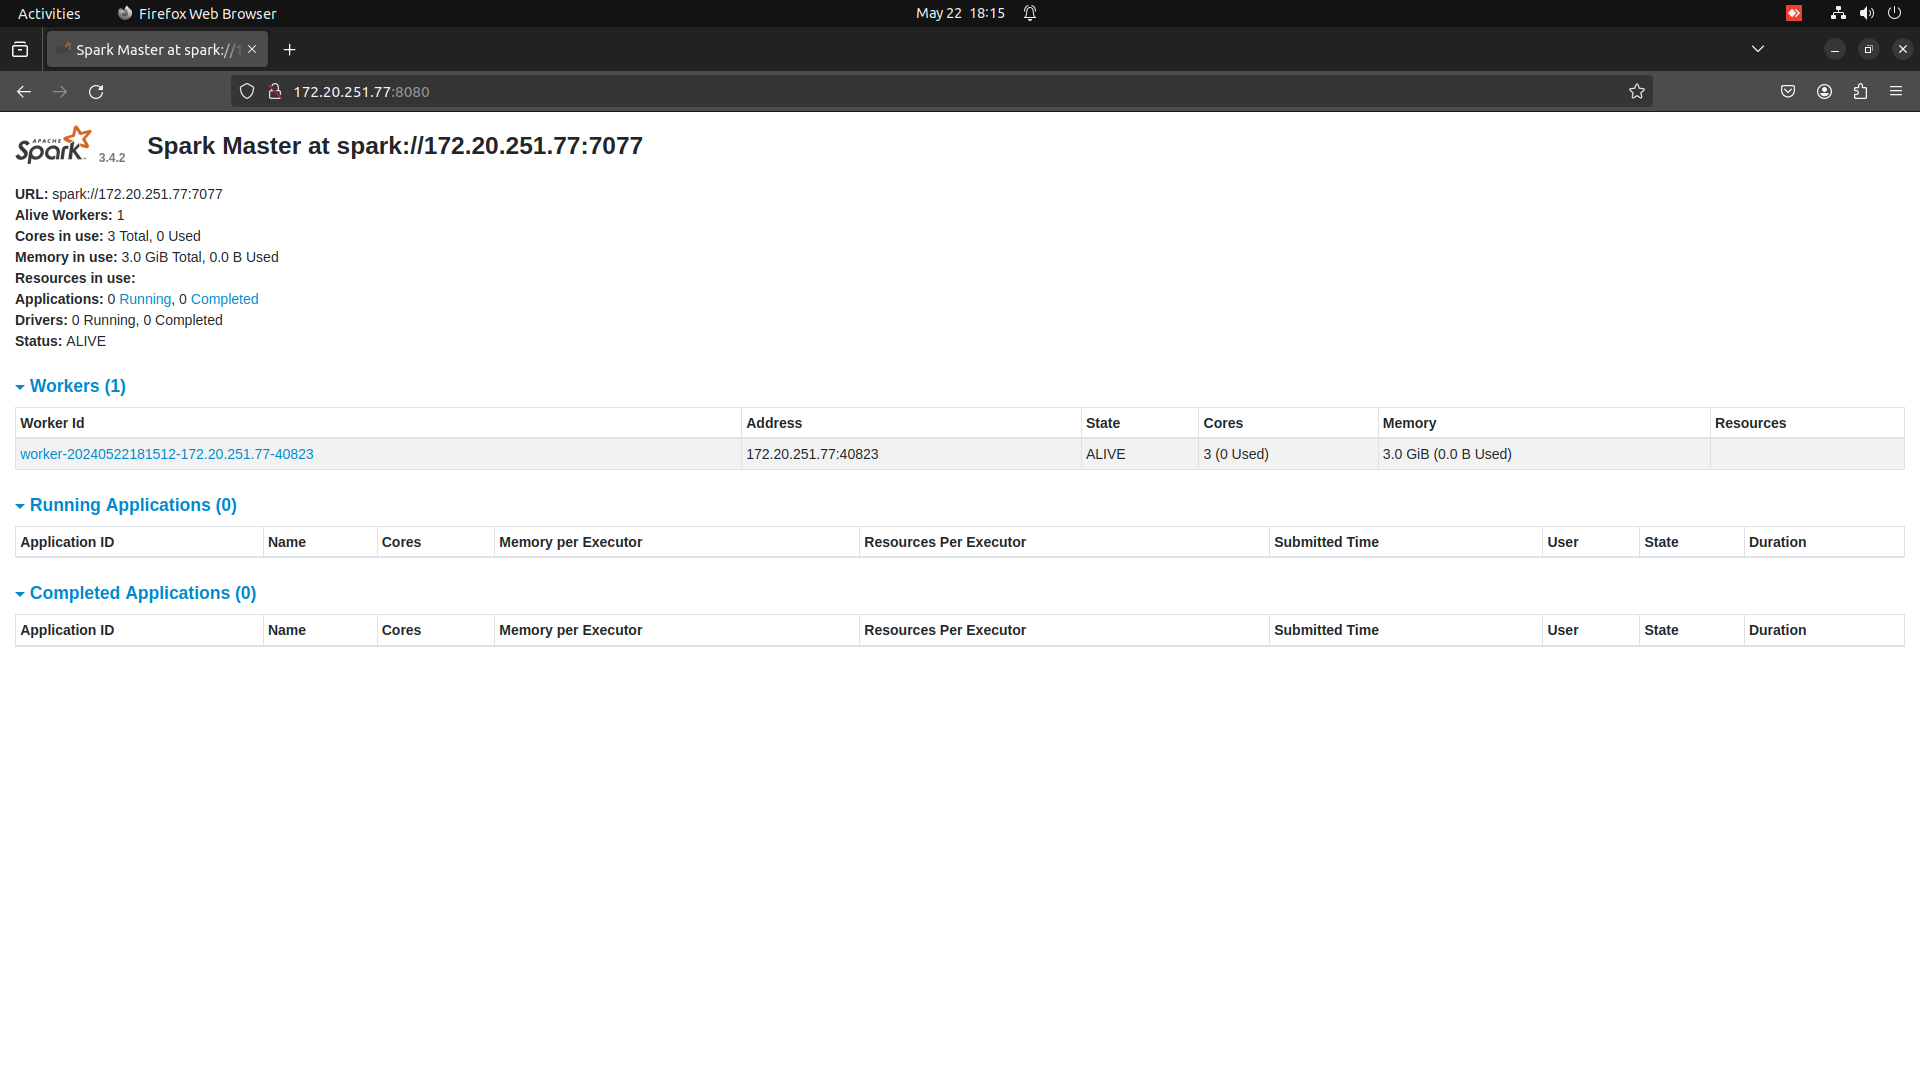 Activities Firefox Web Browser May 22 18:15
Spark Master at spark://1
172.20.251.77:8080
APACHE Spark 3.4.2 Spark Master at spark://172.20.251.77:7077
URL: spark://172.20.251.77:7077
Alive Workers: 1
Cores in use: 3 Total, 0 Used
Memory in use: 3.0 GiB Total, 0.0 B Used
Resources in use:
Applications: 0 Running, 0 Completed
Drivers: 0 Running, 0 Completed
Status: ALIVE
Workers (1)
Worker Id Address State Cores Memory Resources
worker-20240522181512-172.20.251.77-40823 172.20.251.77:40823 ALIVE 3 (0 Used) 3.0 GiB (0.0 B Used)
Running Applications (0)
Application ID Name Cores Memory per Executor Resources Per Executor Submitted Time User State Duration
Completed Applications (0)
Application ID Name Cores Memory per Executor Resources Per Executor Submitted Time User State Duration